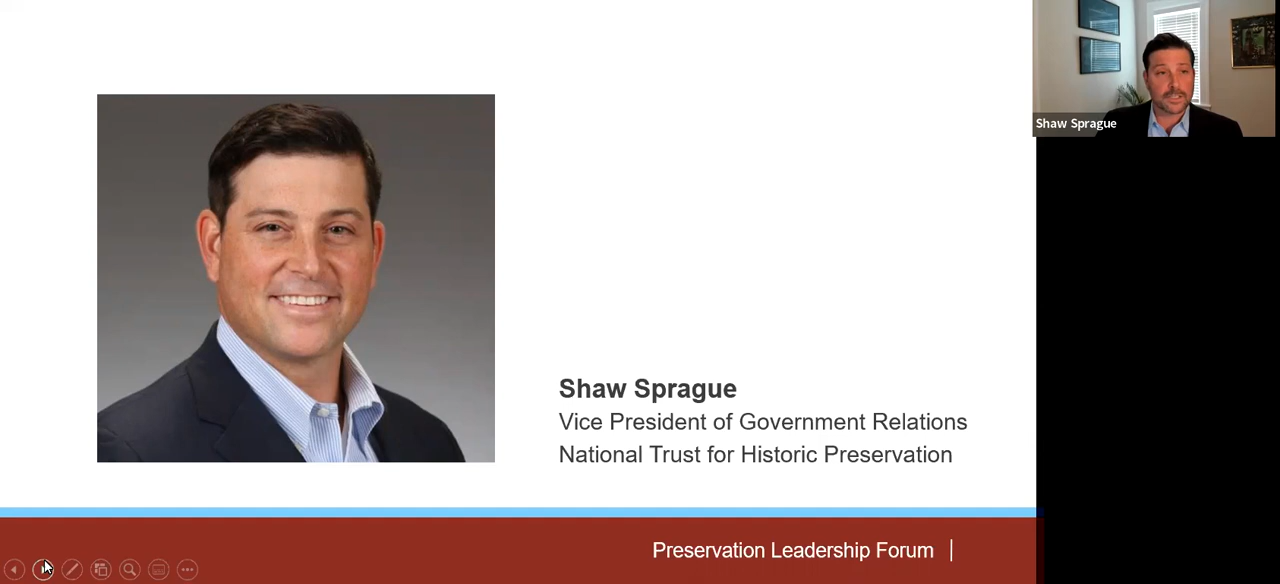 Shaw Sprague
Shaw Sprague
Vice President of Government Relations
National Trust for Historic Preservation
Preservation Leadership Forum |